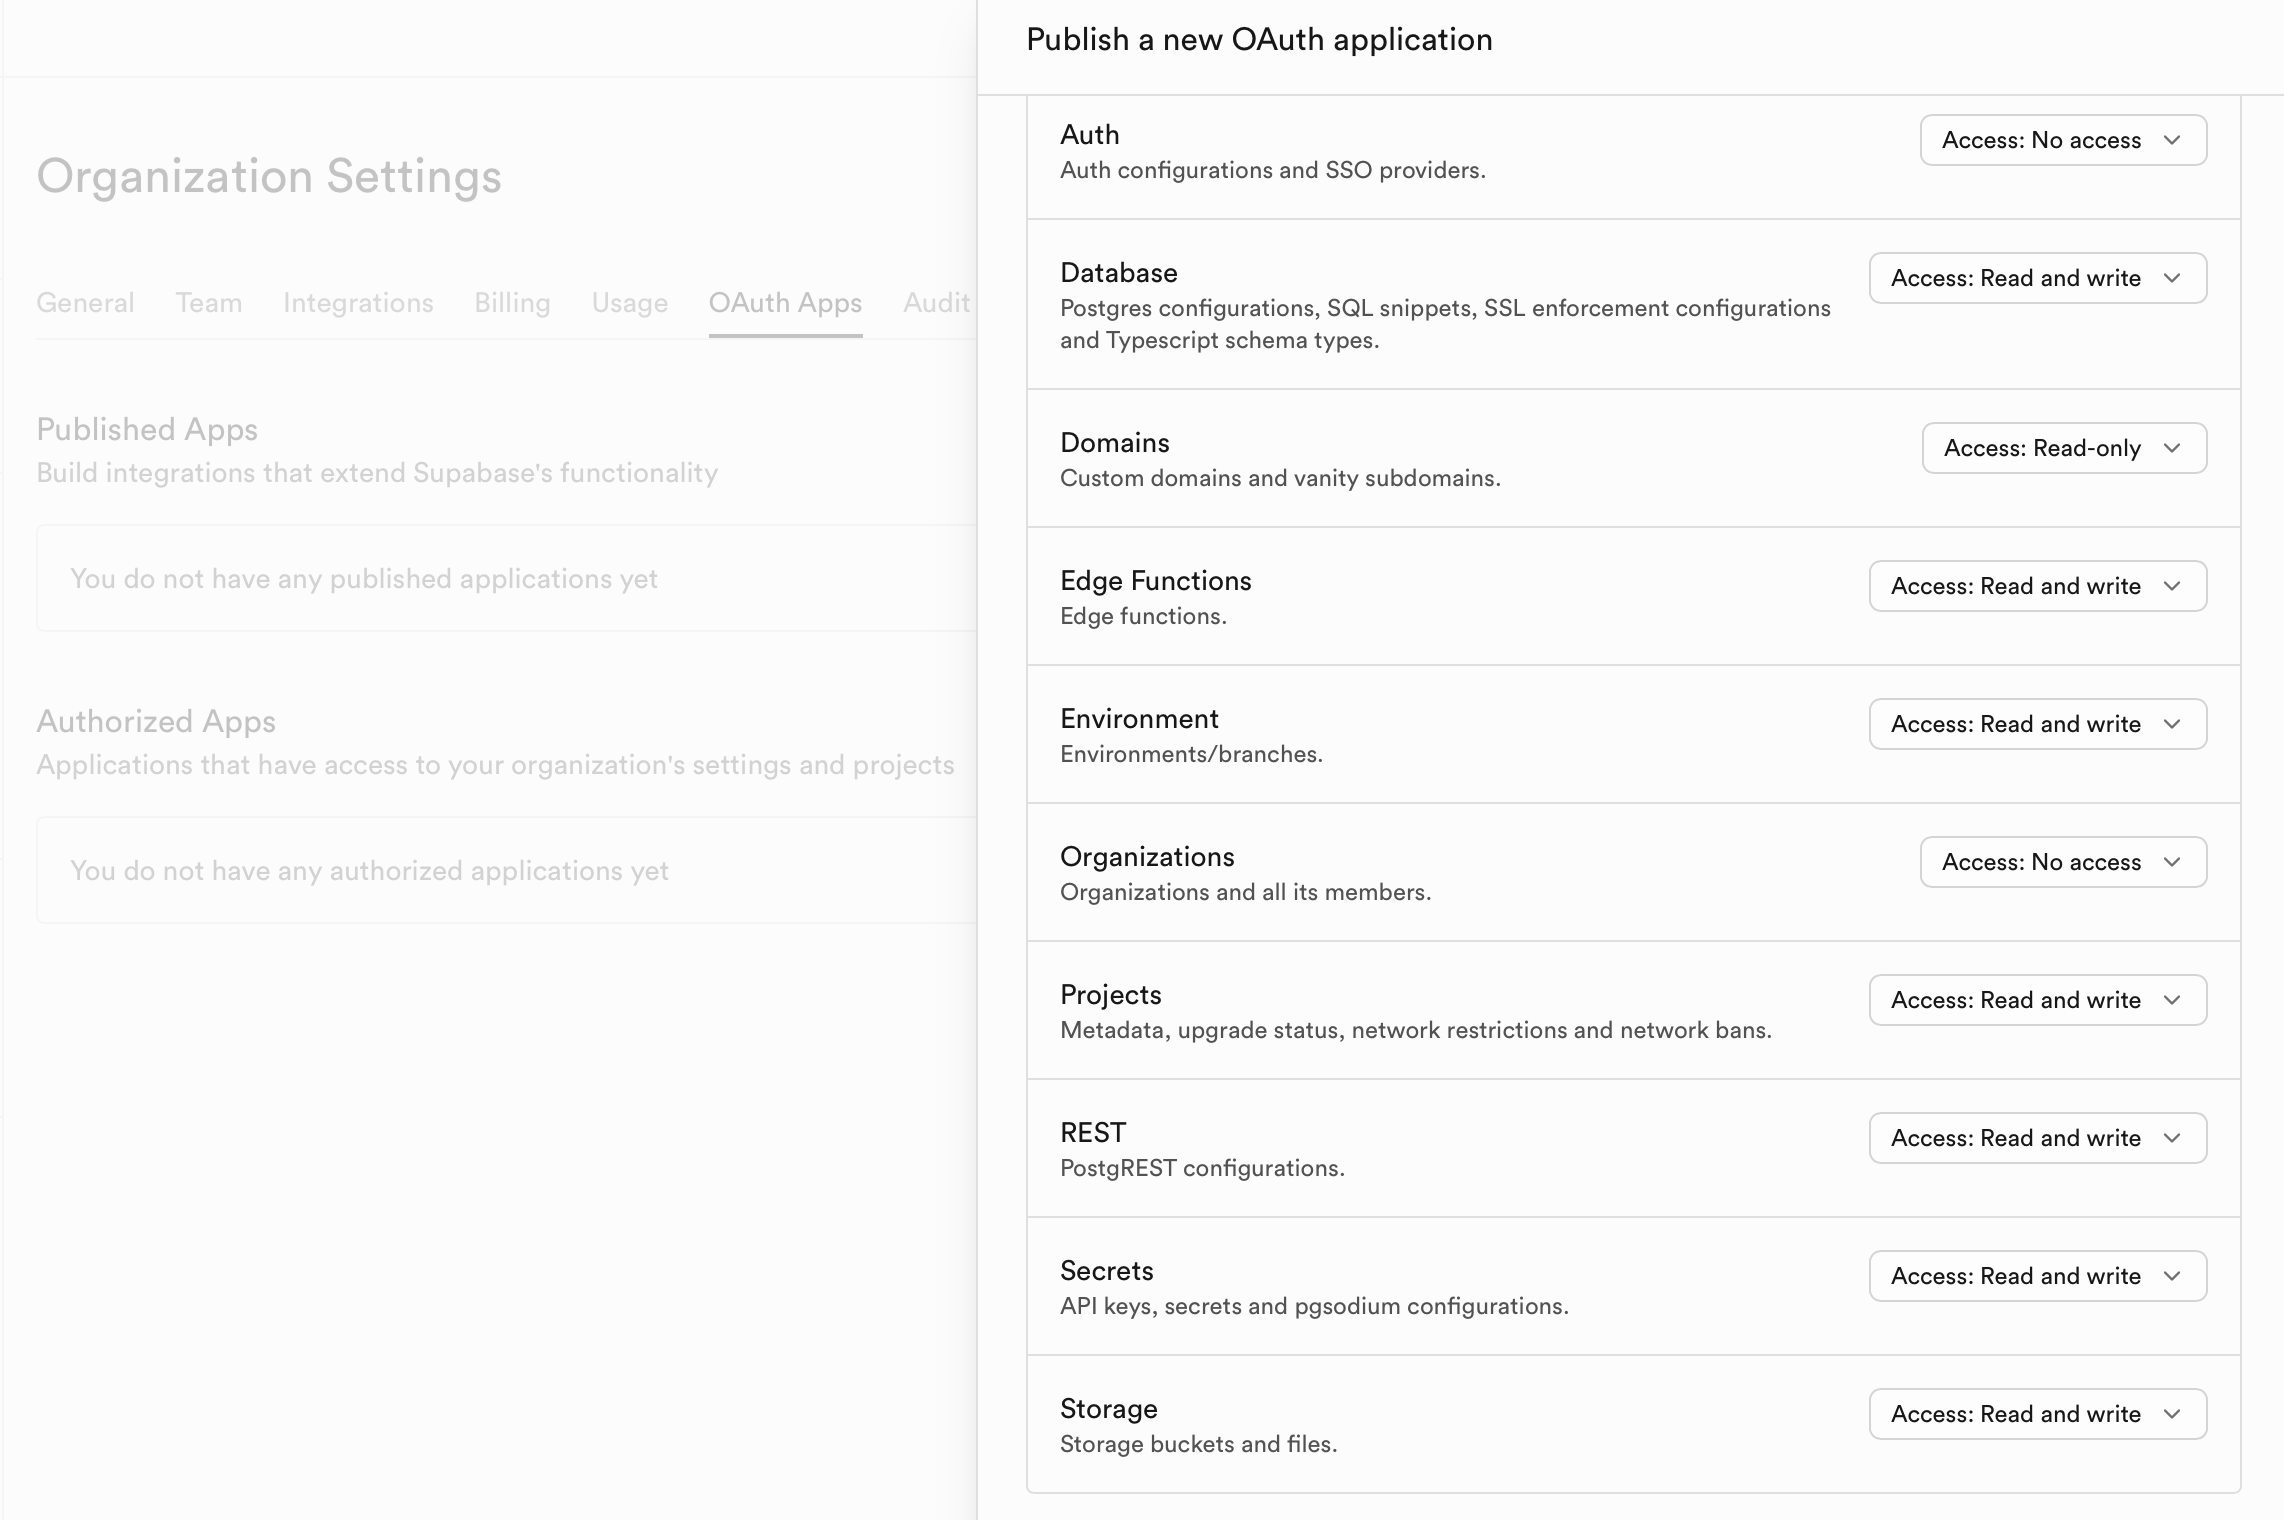 Organization Settings
General Team Integrations Billing Usage OAuth Apps Audit
Published Apps
Build integrations that extend Supabase's functionality
You do not have any published applications yet
Authorized Apps
Applications that have access to your organization's settings and projects
You do not have any authorized applications yet
Publish a new OAuth application
Auth
Auth configurations and SSO providers.
Access: No access
Database
Postgres configurations, SQL snippets, SSL enforcement configurations
and Typescript schema types.
Access: Read and write
Domains
Custom domains and vanity subdomains.
Access: Read-only
Edge Functions
Edge functions.
Access: Read and write
Environment
Environments/branches.
Access: Read and write
Organizations
Organizations and all its members.
Access: No access
Projects
Metadata, upgrade status, network restrictions and network bans.
Access: Read and write
REST
PostgREST configurations.
Access: Read and write
Secrets
API keys, secrets and pgsodium configurations.
Access: Read and write
Storage
Storage buckets and files.
Access: Read and write